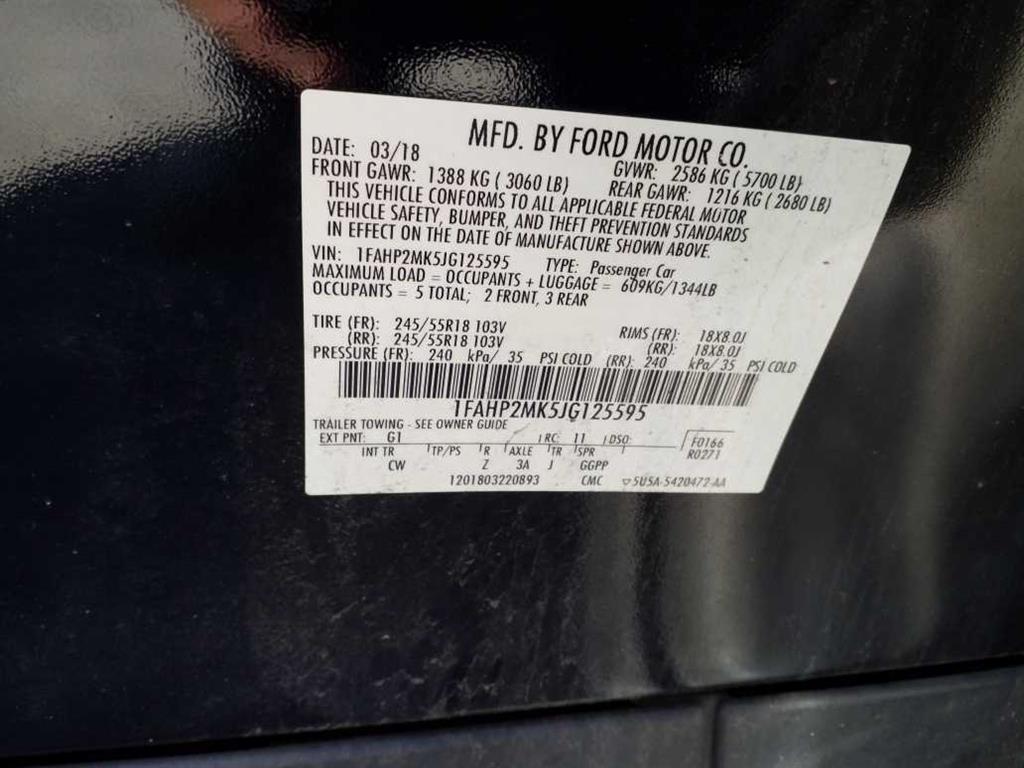 MFD. BY FORD MOTOR CO.
DATE: 03/18 GVWR: 2586 KG ( 5700 LB)
FRONT GAWR: 1388 KG ( 3060 LB) REAR GAWR: 1216 KG ( 2680 LB)
THIS VEHICLE CONFORMS TO ALL APPLICABLE FEDERAL MOTOR
VEHICLE SAFETY, BUMPER, AND THEFT PREVENTION STANDARDS
IN EFFECT ON THE DATE OF MANUFACTURE SHOWN ABOVE.
VIN: 1FAHP2MK5JG125595 TYPE: Passenger Car
MAXIMUM LOAD = OCCUPANTS + LUGGAGE = 609KG/1344LB
OCCUPANTS = 5 TOTAL; 2 FRONT, 3 REAR
TIRE (FR): 245/55R18 103V RIMS (FR): 18X8.0J
(RR): 245/55R18 103V (RR): 18X8.0J
PRESSURE (FR): 240 kPa/ 35 PSI COLD (RR): 240 kPa/ 35 PSI COLD
1FAHP2MK5JG125595
TRAILER TOWING - SEE OWNER GUIDE
EXT PNT: G1 RC: 11 DSO: F0166
R0271
INT TR TP/PS R AXLE TR SPR
CW Z 3A J GGPP
1201803220893 CMC ▽5U5A-5420472-AA